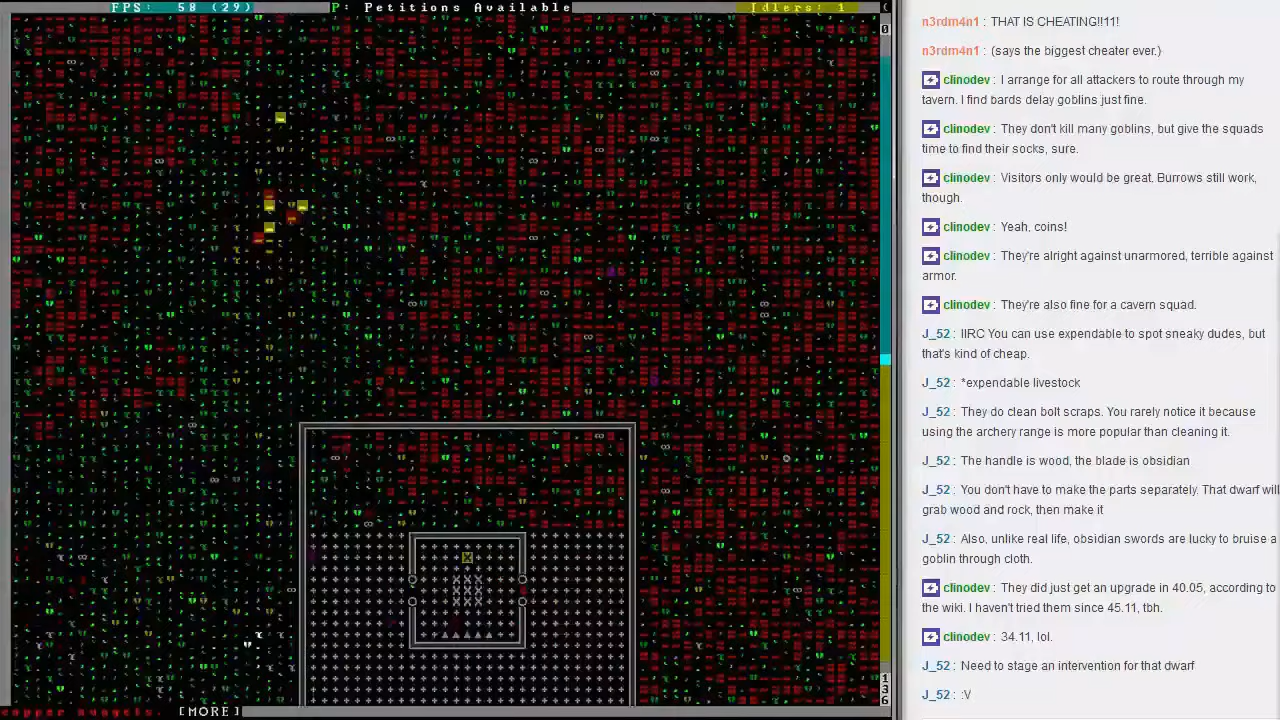 FPS: 58 (29)
P: Petitions Available
Idlers: 1
0
n3rdm4n1 : THAT IS CHEATING!1!!
n3rdm4n1 : (says the biggest cheater ever.)
clinodev : I arrange for all attackers to route through my
tavern. I find bards delay goblins just fine.
clinodev : They don't kill many goblins, but give the squads
time to find their socks, sure.
clinodev : Visitors only would be great. Burrows still work,
though.
clinodev : Yeah, coins!
clinodev : They're alright against unarmored, terrible against
armor.
clinodev : They're also fine for a cavern squad.
J_52 : IIRC You can use expendable to spot sneaky dudes, but
that's kind of cheap.
J_52 : *expendable livestock
J_52 : They do clean bolt scraps. You rarely notice it because
using the archery range is more popular than cleaning it.
J_52 : The handle is wood, the blade is obsidian
J_52 : You don't have to make the parts separately. That dwarf will
grab wood and rock, then make it
J_52 : Also, unlike real life, obsidian swords are lucky to bruise a
goblin through cloth.
clinodev : They did just get an upgrade in 40.05, according to
the wiki. I haven't tried them since 45.11, tbh.
clinodev : 34.11, lol.
J_52 : Need to stage an intervention for that dwarf
J_52 : :V
136
copper nuggets. [MORE]